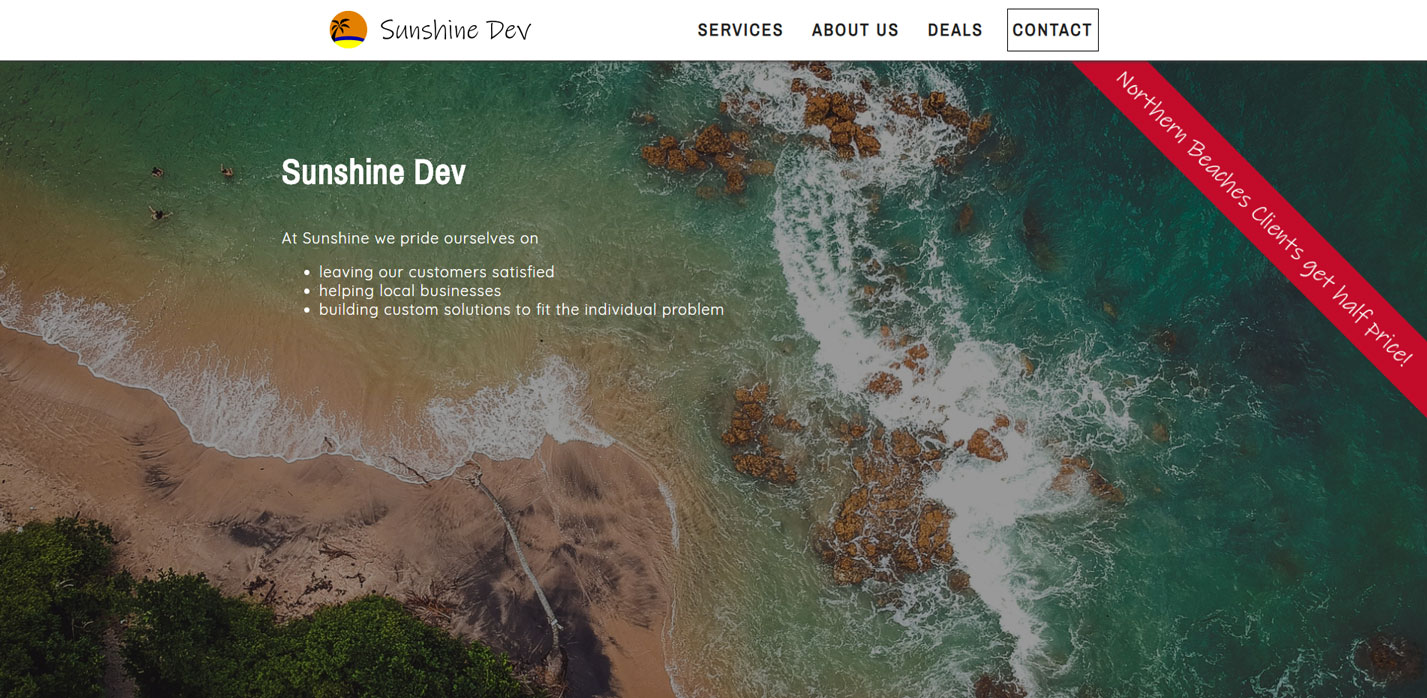 Sunshine Dev
SERVICES ABOUT US DEALS CONTACT
Northern Beaches Clients get half price!
Sunshine Dev
At Sunshine we pride ourselves on
• leaving our customers satisfied
• helping local businesses
• building custom solutions to fit the individual problem